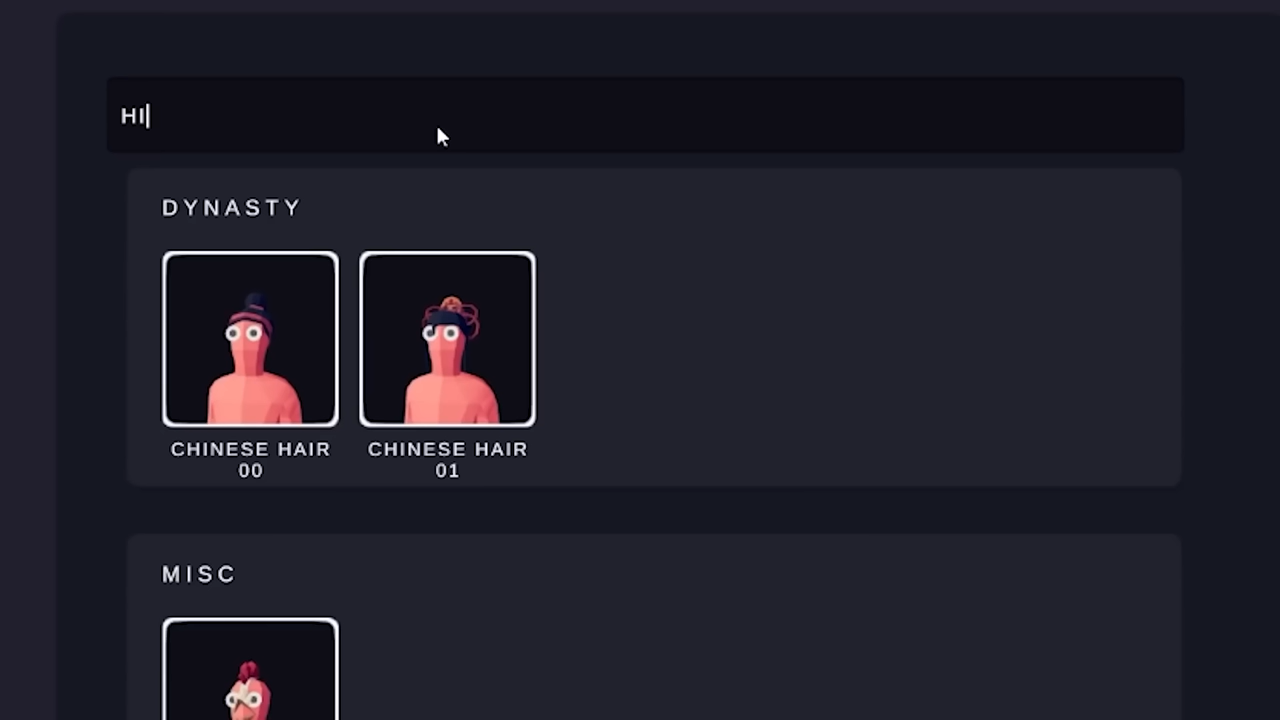 HI
DYNASTY
CHINESE HAIR CHINESE HAIR
00 01
MISC